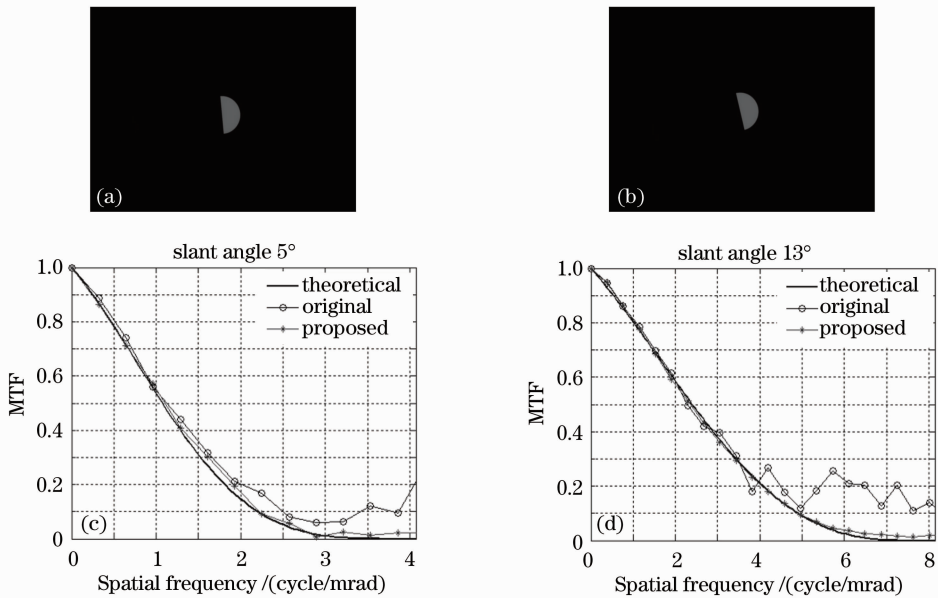 (a)
(b)
slant angle 5°
1.0
0.8
0.6
0.4
0.2
0
MTF
theoretical
original
proposed
(c)
0 1 2 3 4
Spatial frequency /(cycle/mrad)
slant angle 13°
1.0
0.8
0.6
0.4
0.2
0
MTF
theoretical
original
proposed
(d)
0 2 4 6 8
Spatial frequency /(cycle/mrad)